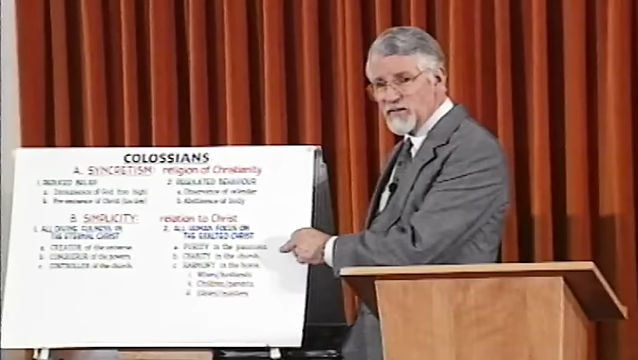 COLOSSIANS
A. SYNCRETISM: religion of Christianity
1. REDUCED BELIEF 2. REGULATED BEHAVIOUR
a. Transcendence of God (too high) a. Observance of calendar
b. Pre-eminence of Christ (too low) b. Abstinence of body
B. SIMPLICITY: relation to Christ
1. ALL DIVINE FULNESS IN 2. ALL HUMAN FOCUS ON
THE ETERNAL CHRIST THE EXALTED CHRIST
a. CREATOR of the universe a. PURITY in the passions
b. CONQUEROR of the powers b. CHARITY in the church
c. CONTROLLER of the church c. HARMONY in the home
i. Wives/husbands
ii. Children/parents
iii. Slaves/masters